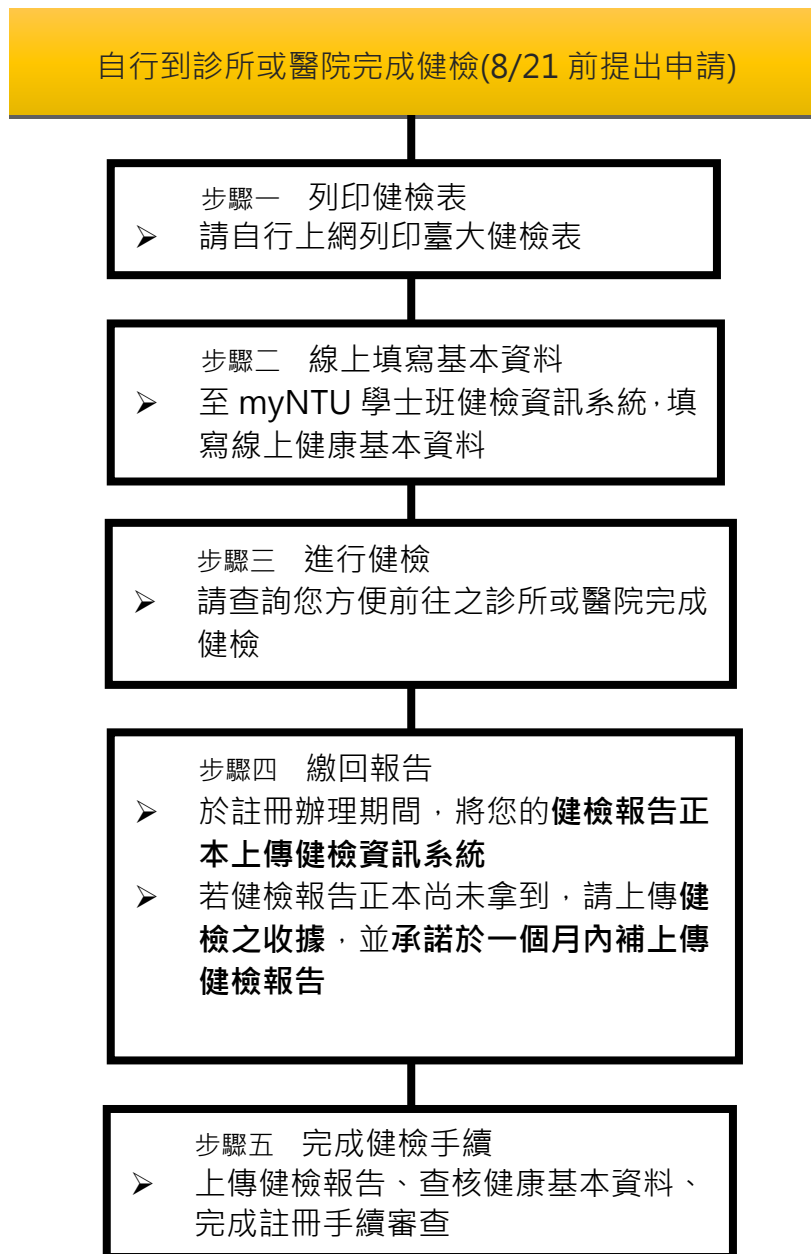 自行到診所或醫院完成健檢(8/21 前提出申請)
步驟一 列印健檢表
➢ 請自行上網列印臺大健檢表
步驟二 線上填寫基本資料
➢ 至 myNTU 學士班健檢資訊系統，填
寫線上健康基本資料
步驟三 進行健檢
➢ 請查詢您方便前往之診所或醫院完成
健檢
步驟四 繳回報告
➢ 於註冊辦理期間，將您的健檢報告正
本上傳健檢資訊系統
➢ 若健檢報告正本尚未拿到，請上傳健
檢之收據，並承諾於一個月內補上傳
健檢報告
步驟五 完成健檢手續
➢ 上傳健檢報告、查核健康基本資料、
完成註冊手續審查